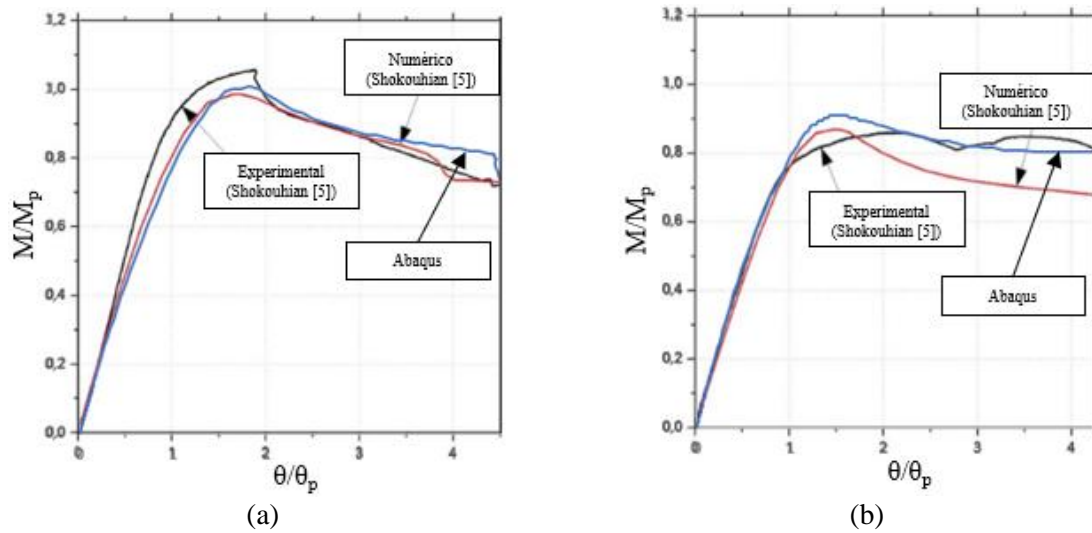 1,2
1,0
0,8
0,6
0,4
0,2
0,0
M/Mp
0 1 2 3 4
θ/θp
Numérico
(Shokouhian [5])
Experimental
(Shokouhian [5])
Abaqus
(a)
1,2
1,0
0,8
0,6
0,4
0,2
0,0
M/Mp
0 1 2 3 4
θ/θp
Numérico
(Shokouhian [5])
Experimental
(Shokouhian [5])
Abaqus
(b)